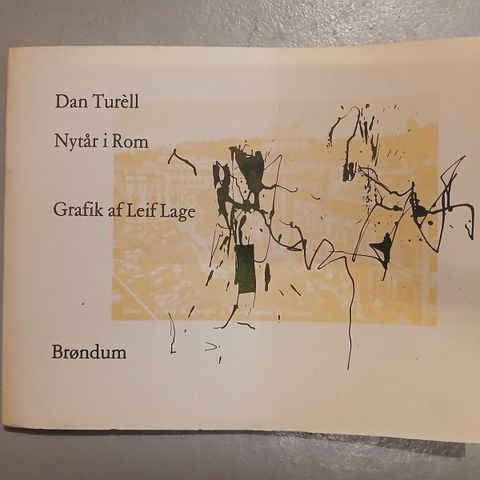 Dan Turèll
Nytår i Rom
Grafik af Leif Lage
Brøndum